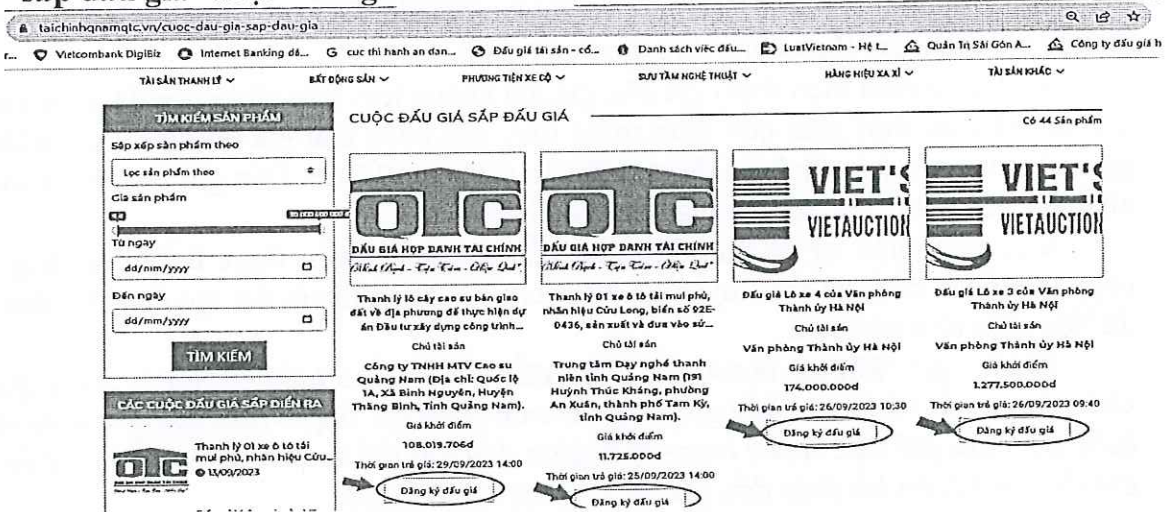 taichinhqnamqtc.vn/cuoc-dau-gia-sap-dau-gia
r... Vietcombank DigiBiz Internet Banking dà... G cuc thi hanh an dan... Đấu giá tài sản – cổ... Danh sách việc đấu... LuatVietnam - Hệ t... Quản Trị Sài Gòn A... Công ty đấu giá h
TÀI SẢN THANH LÝ BẤT ĐỘNG SẢN PHƯƠNG TIỆN XE CỘ SƯU TẦM NGHỆ THUẬT HÀNG HIỆU XA XỈ TÀI SẢN KHÁC
TÌM KIẾM SẢN PHẨM
Sắp xếp sản phẩm theo
Lọc sản phẩm theo
Gía sản phẩm
Từ ngày
dd/mm/yyyy
Đến ngày
dd/mm/yyyy
TÌM KIẾM
CÁC CUỘC ĐẤU GIÁ SẮP DIỄN RA
QTC
Thanh lý 01 xe ô tô tải
mui phủ, nhãn hiệu Cửu...
13/09/2023
CUỘC ĐẤU GIÁ SẮP ĐẤU GIÁ
Có 44 Sản phẩm
QTC
ĐẤU GIÁ HỢP DANH TÀI CHÍNH
Thanh lý lô cây cao su bàn giao
đất về địa phương để thực hiện dự
án Đầu tư xây dựng công trình...
Chủ tài sản
Công ty TNHH MTV Cao su
Quảng Nam (Địa chỉ: Quốc lộ
1A, Xã Bình Nguyên, Huyện
Thăng Bình, Tỉnh Quảng Nam).
Giá khởi điểm
108.019.706đ
Thời gian trả giá: 29/09/2023 14:00
Đăng ký đấu giá
QTC
ĐẤU GIÁ HỢP DANH TÀI CHÍNH
Thanh lý 01 xe ô tô tải mui phủ,
nhãn hiệu Cửu Long, biển số 92E-
0436, sản xuất và đưa vào sử...
Chủ tài sản
Trung tâm Dạy nghề thanh
niên tỉnh Quảng Nam (191
Huỳnh Thúc Kháng, phường
An Xuân, thành phố Tam Kỳ,
tỉnh Quảng Nam).
Giá khởi điểm
11.725.000đ
Thời gian trả giá: 25/09/2023 14:00
Đăng ký đấu giá
VIET'S
VIETAUCTION
Đấu giá Lô xe 4 của Văn phòng
Thành ủy Hà Nội
Chủ tài sản
Văn phòng Thành ủy Hà Nội
Giá khởi điểm
174.000.000đ
Thời gian trả giá: 26/09/2023 10:30
Đăng ký đấu giá
VIET'S
VIETAUCTION
Đấu giá Lô xe 3 của Văn phòng
Thành ủy Hà Nội
Chủ tài sản
Văn phòng Thành ủy Hà Nội
Giá khởi điểm
1.277.500.000đ
Thời gian trả giá: 26/09/2023 09:40
Đăng ký đấu giá